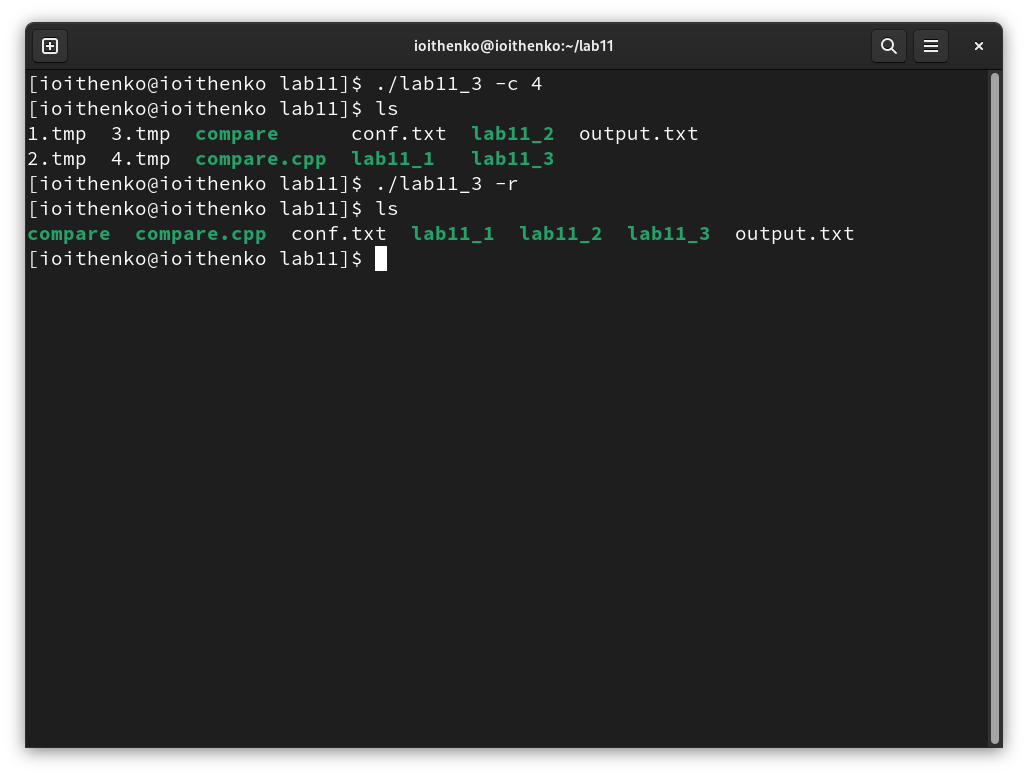 ioithenko@ioithenko:~/lab11
[ioithenko@ioithenko lab11]$ ./lab11_3 -c 4
[ioithenko@ioithenko lab11]$ ls
1.tmp  3.tmp  compare      conf.txt  lab11_2  output.txt
2.tmp  4.tmp  compare.cpp  lab11_1   lab11_3
[ioithenko@ioithenko lab11]$ ./lab11_3 -r
[ioithenko@ioithenko lab11]$ ls
compare  compare.cpp  conf.txt  lab11_1  lab11_2  lab11_3  output.txt
[ioithenko@ioithenko lab11]$